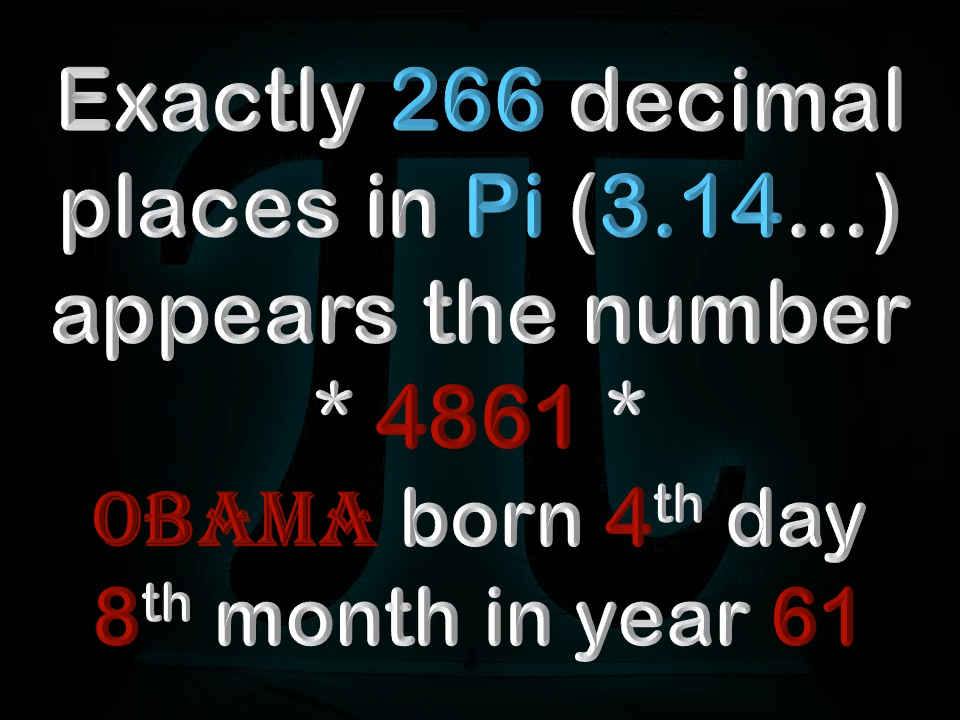 Exactly 266 decimal
places in Pi (3.14...)
appears the number
* 4861 *
OBAMA born 4th day
8th month in year 61